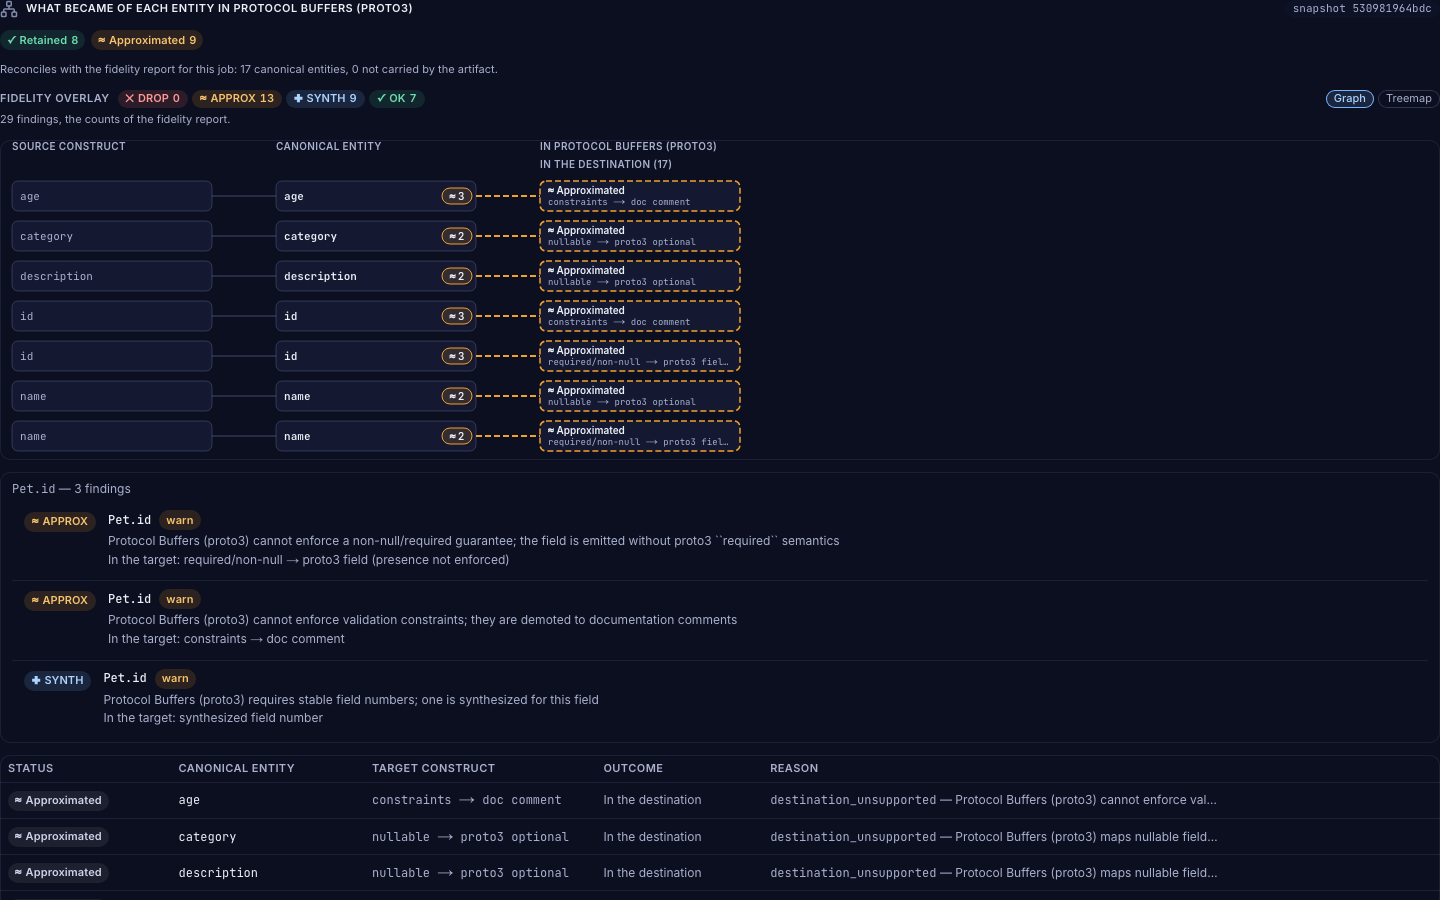 WHAT BECAME OF EACH ENTITY IN PROTOCOL BUFFERS (PROTO3)
snapshot 530981964bdc
✓ Retained 8 ≈ Approximated 9
Reconciles with the fidelity report for this job: 17 canonical entities, 0 not carried by the artifact.
FIDELITY OVERLAY ✕ DROP 0 ≈ APPROX 13 ✚ SYNTH 9 ✓ OK 7 Graph Treemap
29 findings, the counts of the fidelity report.
SOURCE CONSTRUCT CANONICAL ENTITY IN PROTOCOL BUFFERS (PROTO3)
IN THE DESTINATION (17)
age age ≈ 3 ≈ Approximated
constraints → doc comment
category category ≈ 2 ≈ Approximated
nullable → proto3 optional
description description ≈ 2 ≈ Approximated
nullable → proto3 optional
id id ≈ 3 ≈ Approximated
constraints → doc comment
id id ≈ 3 ≈ Approximated
required/non-null → proto3 fiel…
name name ≈ 2 ≈ Approximated
nullable → proto3 optional
name name ≈ 2 ≈ Approximated
required/non-null → proto3 fiel…
Pet.id — 3 findings
≈ APPROX Pet.id warn
Protocol Buffers (proto3) cannot enforce a non-null/required guarantee; the field is emitted without proto3 ``required`` semantics
In the target: required/non-null → proto3 field (presence not enforced)
≈ APPROX Pet.id warn
Protocol Buffers (proto3) cannot enforce validation constraints; they are demoted to documentation comments
In the target: constraints → doc comment
✚ SYNTH Pet.id warn
Protocol Buffers (proto3) requires stable field numbers; one is synthesized for this field
In the target: synthesized field number
STATUS CANONICAL ENTITY TARGET CONSTRUCT OUTCOME REASON
≈ Approximated age constraints → doc comment In the destination destination_unsupported — Protocol Buffers (proto3) cannot enforce val…
≈ Approximated category nullable → proto3 optional In the destination destination_unsupported — Protocol Buffers (proto3) maps nullable field…
≈ Approximated description nullable → proto3 optional In the destination destination_unsupported — Protocol Buffers (proto3) maps nullable field…